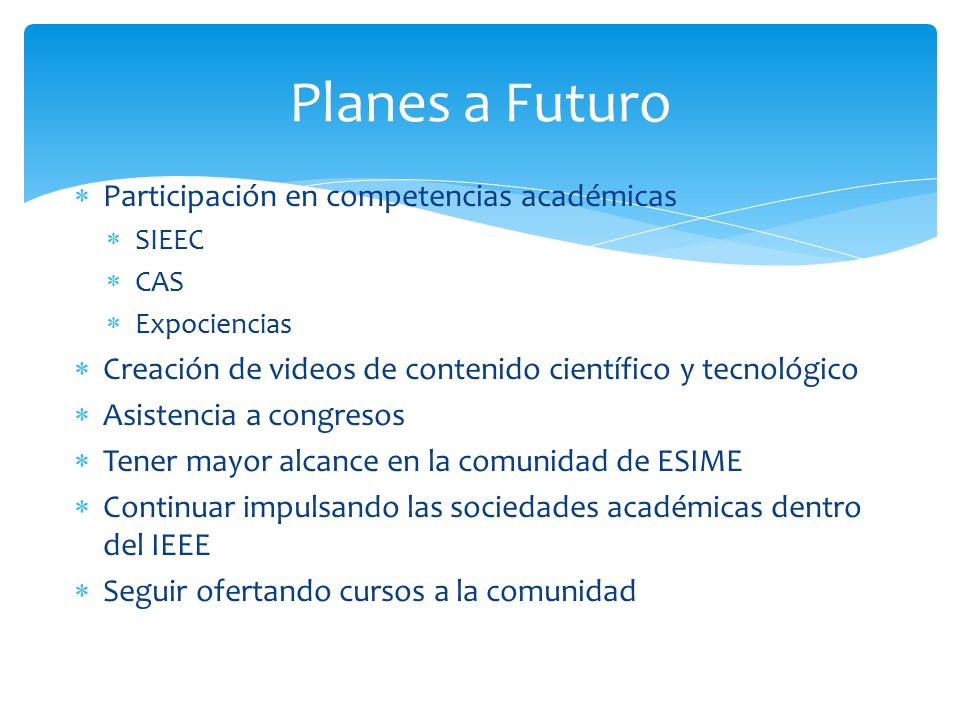 Planes a Futuro
* Participación en competencias académicas
* SIEEC
* CAS
* Expociencias
* Creación de videos de contenido científico y tecnológico
* Asistencia a congresos
* Tener mayor alcance en la comunidad de ESIME
* Continuar impulsando las sociedades académicas dentro
del IEEE
* Seguir ofertando cursos a la comunidad